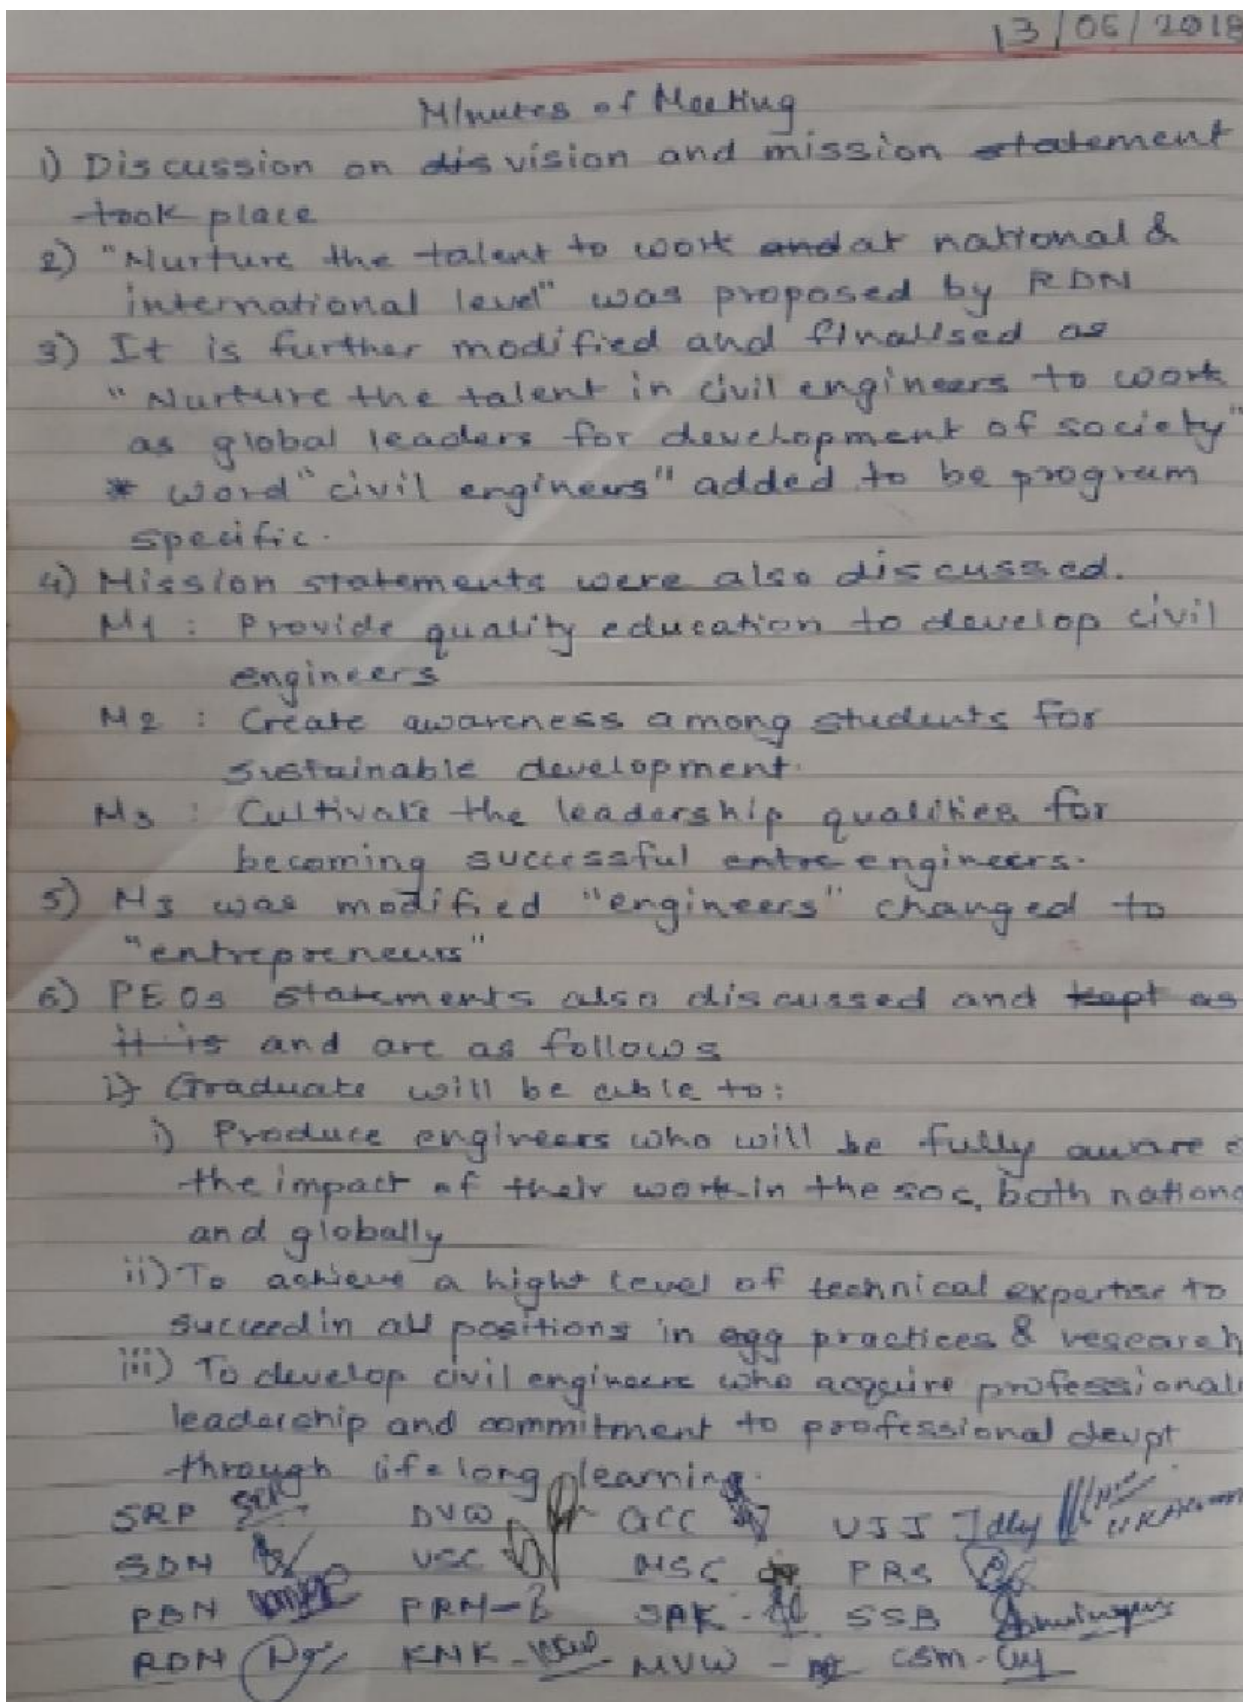 13/06/2018
Minutes of Meeting
1) Discussion on dis vision and mission statement
took place
2) "Nurture the talent to work and at national &
international level" was proposed by RDN
3) It is further modified and finalised as
"Nurture the talent in civil engineers to work
as global leaders for development of society"
* word "civil engineers" added to be program
specific.
4) Mission statements were also discussed.
M1 : Provide quality education to develop civil
engineers
M2 : Create awareness among students for
sustainable development.
M3 : Cultivate the leadership qualities for
becoming successful entre engineers.
5) M3 was modified "engineers" changed to
"entrepreneurs"
6) PEOs statements also discussed and kept as
it is and are as follows
i) Graduate will be able to:
i) Produce engineers who will be fully aware
the impact of their work in the soc. both nationa
and globally
ii) To achieve a hight level of technical expertise to
succeed in all positions in egg practices & research
iii) To develop civil engineers who acquire professional
leadership and commitment to professional devpt
through lifelong learning.
SRP DVW GCC UJJ
SDN VSC MSC PRS
PBN PRM SAK SSB
RDN KNK MVW CSM